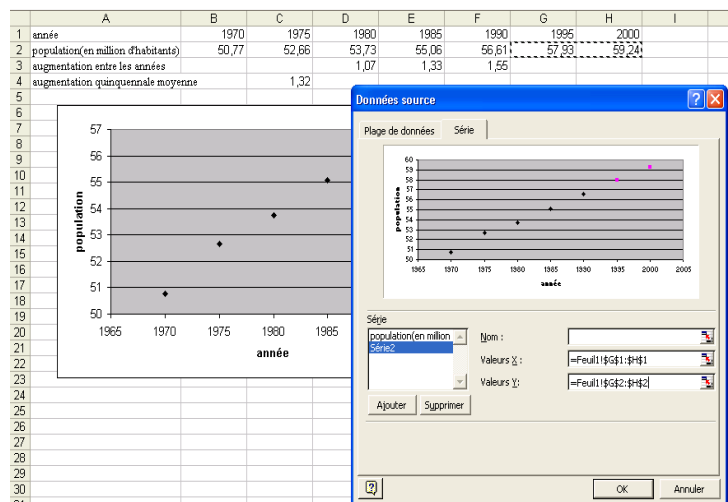 A B C D E F G H I
1 année 1970 1975 1980 1985 1990 1995 2000
2 population(en million d'habitants) 50,77 52,66 53,73 55,06 56,61 57,93 59,24
3 augmentation entre les années 1,07 1,33 1,55
4 augmentation quinquennale moyenne 1,32
5
6
7
8
9
10
11
12
13
14
15
16
17
18
19
20
21
22
23
24
25
26
27
28
29
30
57
56
55
54
53
52
51
50
population
1965 1970 1975 1980 1985
année
Données source
Plage de données Série
60
59
58
57
56
55
54
53
52
51
50
population
1965 1970 1975 1980 1985 1990 1995 2000 2005
année
Série
population(en million
Série2
Nom :
Valeurs X : =Feuil1!$G$1:$H$1
Valeurs Y: =Feuil1!$G$2:$H$2
Ajouter Supprimer
OK Annuler